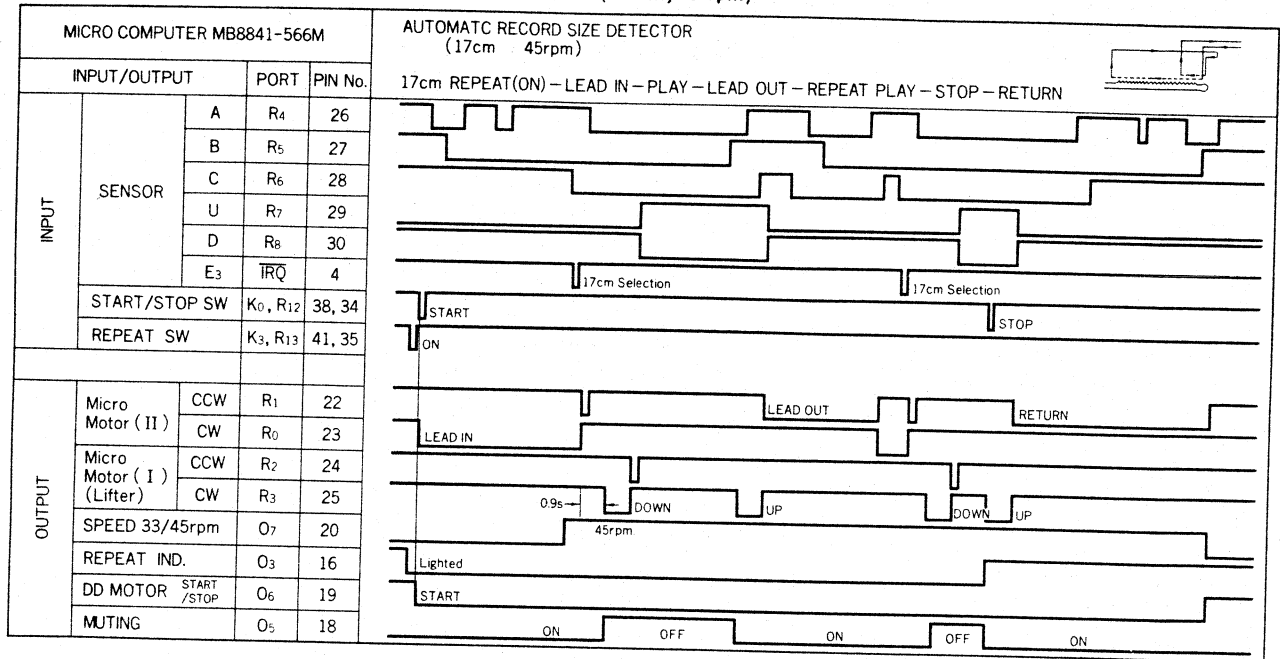 MICRO COMPUTER MB8841-566M
AUTOMATC RECORD SIZE DETECTOR
(17cm 45rpm)
INPUT/OUTPUT PORT PIN No.
17cm REPEAT(ON) – LEAD IN – PLAY – LEAD OUT – REPEAT PLAY – STOP – RETURN
INPUT
SENSOR
A R4 26
B R5 27
C R6 28
U R7 29
D R8 30
E3 IRQ 4
17cm Selection
17cm Selection
START/STOP SW K0, R12 38, 34
START
STOP
REPEAT SW K3, R13 41, 35
ON
OUTPUT
Micro Motor (II)
CCW R1 22
LEAD OUT
RETURN
CW R0 23
LEAD IN
Micro Motor (I) (Lifter)
CCW R2 24
CW R3 25
0.9s
DOWN
UP
DOWN
UP
SPEED 33/45rpm O7 20
45rpm
REPEAT IND. O3 16
Lighted
DD MOTOR START/STOP O6 19
START
MUTING O5 18
ON OFF ON OFF ON